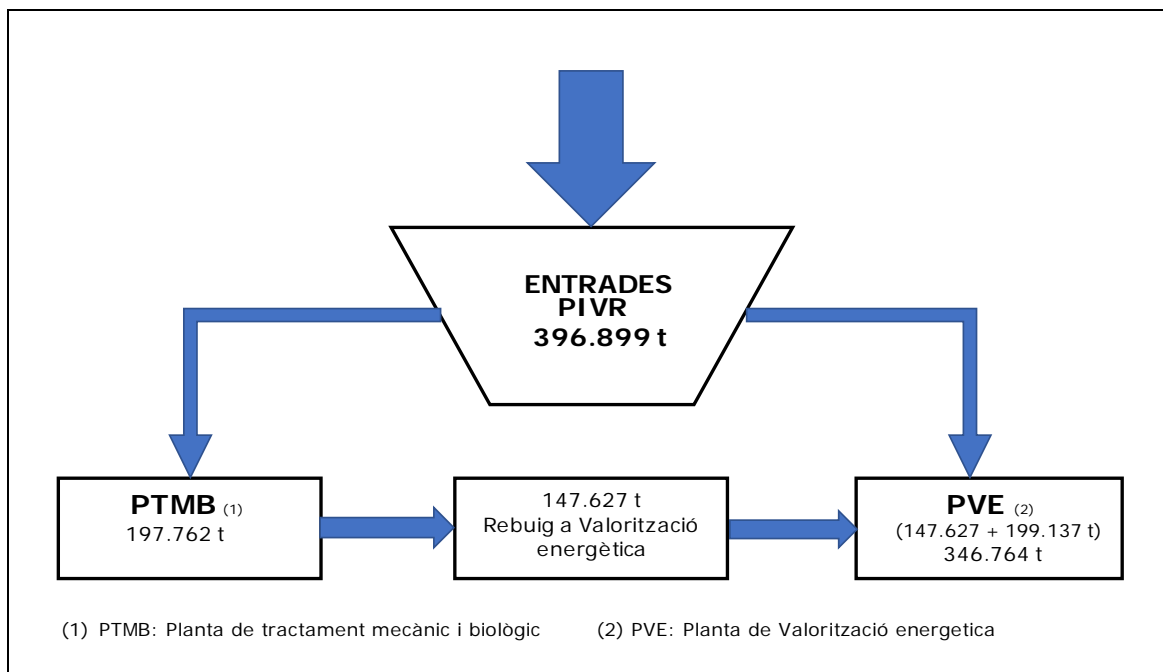 ENTRADES
PIVR
396.899 t
PTMB (1)
197.762 t
147.627 t
Rebuig a Valorització
energètica
PVE (2)
(147.627 + 199.137 t)
346.764 t
(1) PTMB: Planta de tractament mecànic i biològic (2) PVE: Planta de Valorització energetica